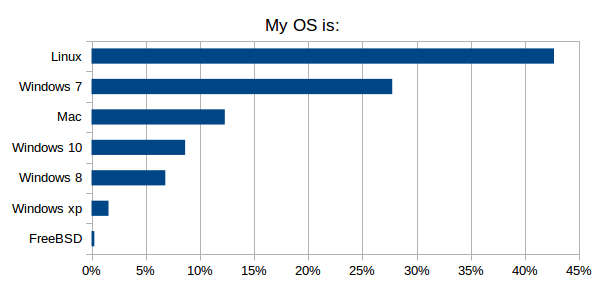 My OS is:
Linux
Windows 7
Mac
Windows 10
Windows 8
Windows xp
FreeBSD
0% 5% 10% 15% 20% 25% 30% 35% 40% 45%